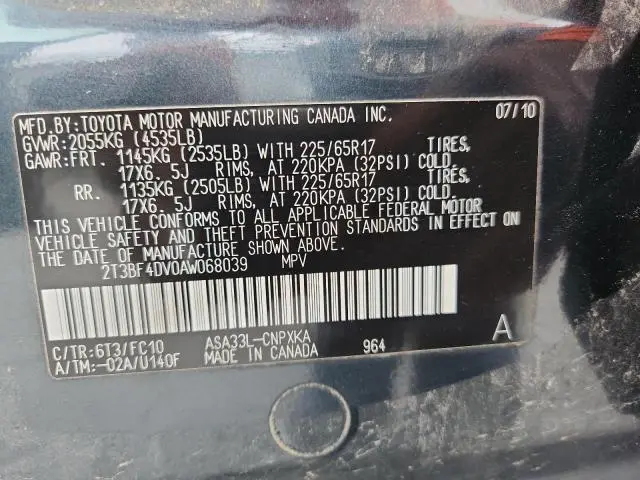 MFD.BY:TOYOTA MOTOR MANUFACTURING CANADA INC. 07/10
GVWR:2055KG (4535LB)
GAWR:FRT. 1145KG (2535LB) WITH 225/65R17 TIRES,
17X6.5J RIMS, AT 220KPA (32PSI) COLD.
RR. 1135KG (2505LB) WITH 225/65R17 TIRES,
17X6.5J RIMS, AT 220KPA (32PSI) COLD.
THIS VEHICLE CONFORMS TO ALL APPLICABLE FEDERAL MOTOR
VEHICLE SAFETY AND THEFT PREVENTION STANDARDS IN EFFECT ON
THE DATE OF MANUFACTURE SHOWN ABOVE.
2T3BF4DV0AW068039 MPV
C/TR:6T3/FC10 ASA33L-CNPXKA 964 A
A/TM:-02A/U140F MADE IN CANADA